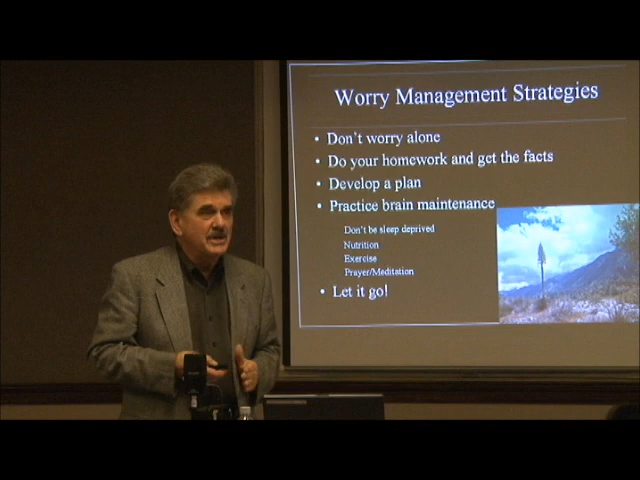 Worry Management Strategies
• Don't worry alone
• Do your homework and get the facts
• Develop a plan
• Practice brain maintenance
Don't be sleep deprived
Nutrition
Exercise
Prayer/Meditation
• Let it go!